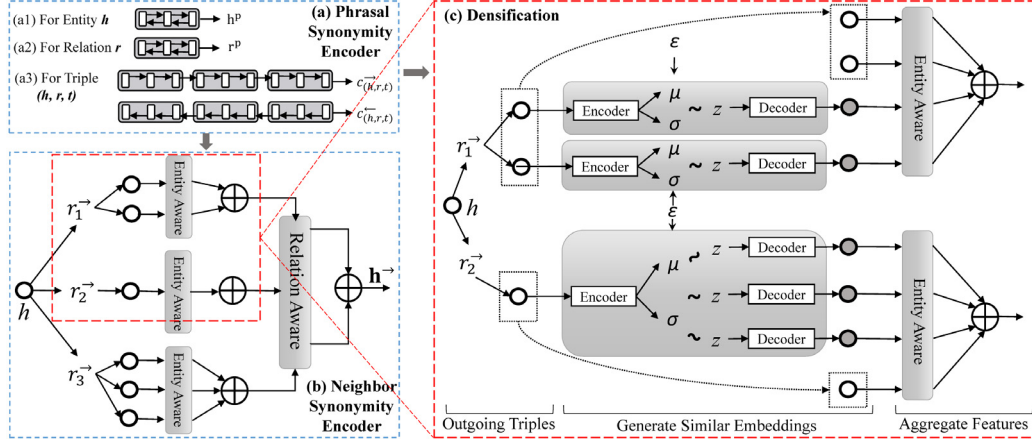 (a1) For Entity h
h^p
(a) Phrasal
Synonymity
Encoder
(a2) For Relation r
r^p
(a3) For Triple
(h, r, t)
c→(h,r,t)
c←(h,r,t)
r1→
r2→
r3→
h
Entity Aware
Entity Aware
Entity Aware
Relation Aware
h→
(b) Neighbor
Synonymity
Encoder
(c) Densification
ε
r1→
h
r2→
Encoder
μ
σ
~ z
Decoder
Encoder
μ
σ
~ z
Decoder
ε
Encoder
μ
σ
~ z
Decoder
~ z
Decoder
~ z
Decoder
Entity Aware
Entity Aware
Outgoing Triples
Generate Similar Embeddings
Aggregate Features